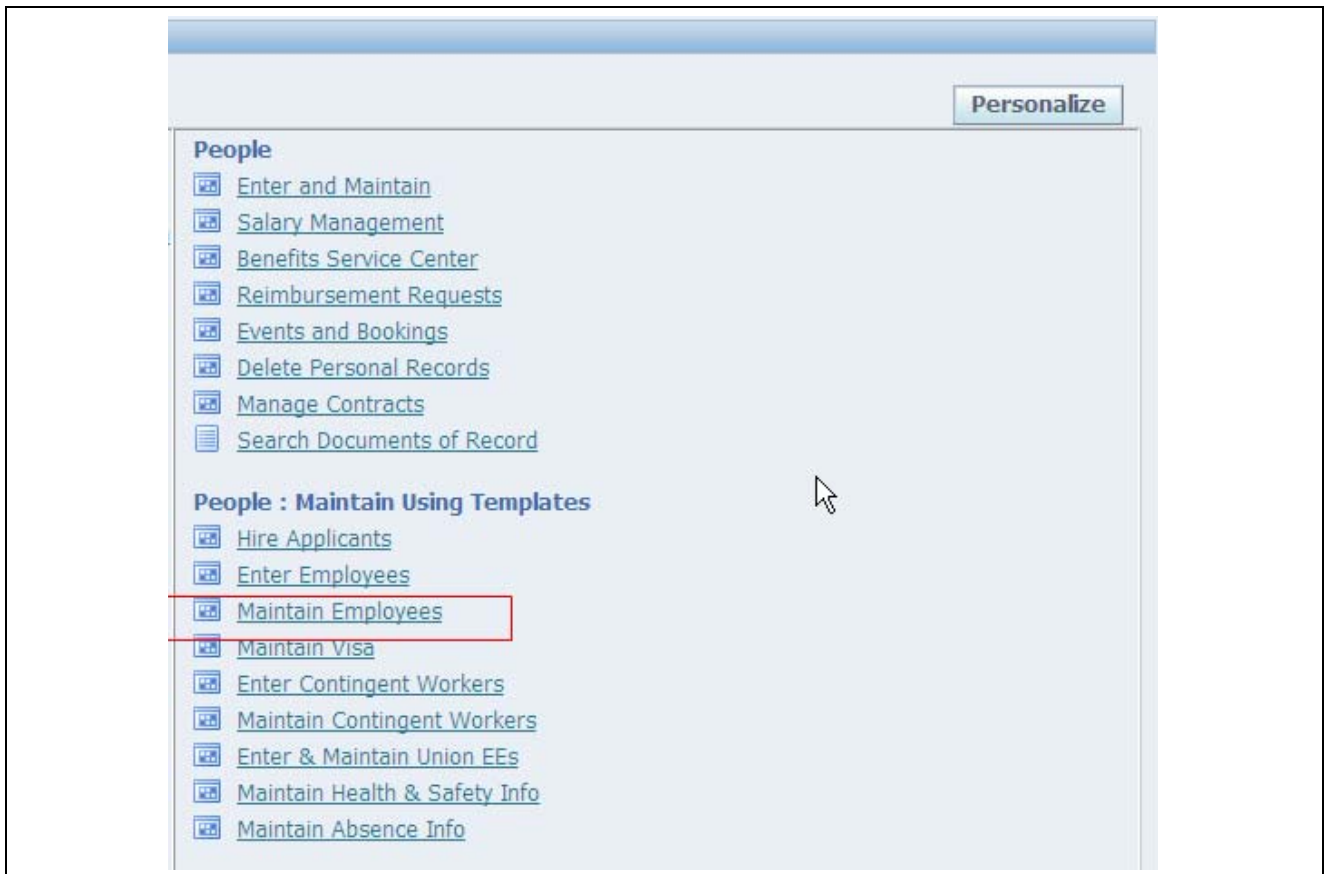 Personalize
People
Enter and Maintain
Salary Management
Benefits Service Center
Reimbursement Requests
Events and Bookings
Delete Personal Records
Manage Contracts
Search Documents of Record
People : Maintain Using Templates
Hire Applicants
Enter Employees
Maintain Employees
Maintain Visa
Enter Contingent Workers
Maintain Contingent Workers
Enter & Maintain Union EEs
Maintain Health & Safety Info
Maintain Absence Info